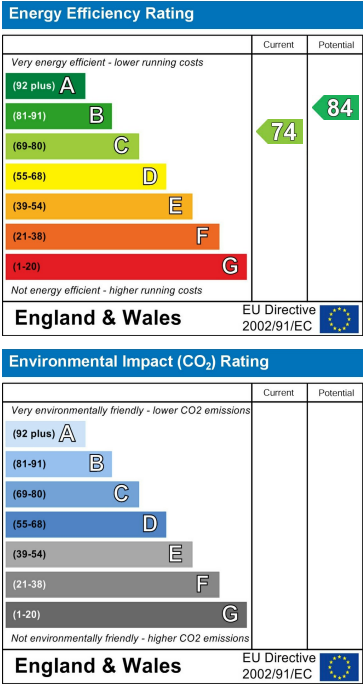 Energy Efficiency Rating
Current Potential
Very energy efficient - lower running costs
(92 plus) A
(81-91) B
(69-80) C
(55-68) D
(39-54) E
(21-38) F
(1-20) G
74
84
Not energy efficient - higher running costs
England & Wales
EU Directive
2002/91/EC
Environmental Impact (CO₂) Rating
Current Potential
Very environmentally friendly - lower CO2 emissions
(92 plus) A
(81-91) B
(69-80) C
(55-68) D
(39-54) E
(21-38) F
(1-20) G
Not environmentally friendly - higher CO2 emissions
England & Wales
EU Directive
2002/91/EC